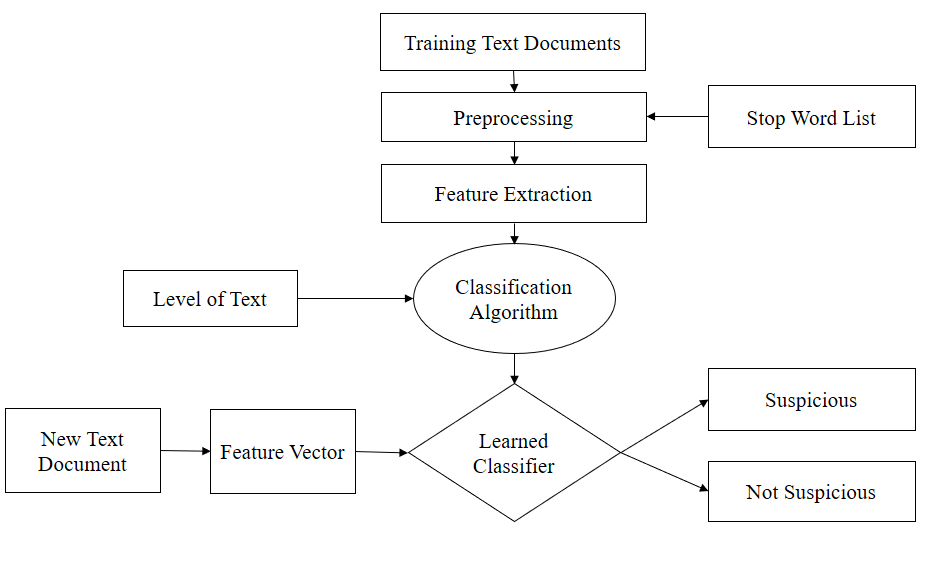 Training Text Documents
Preprocessing
Stop Word List
Feature Extraction
Classification
Algorithm
Level of Text
New Text
Document
Feature Vector
Learned
Classifier
Suspicious
Not Suspicious